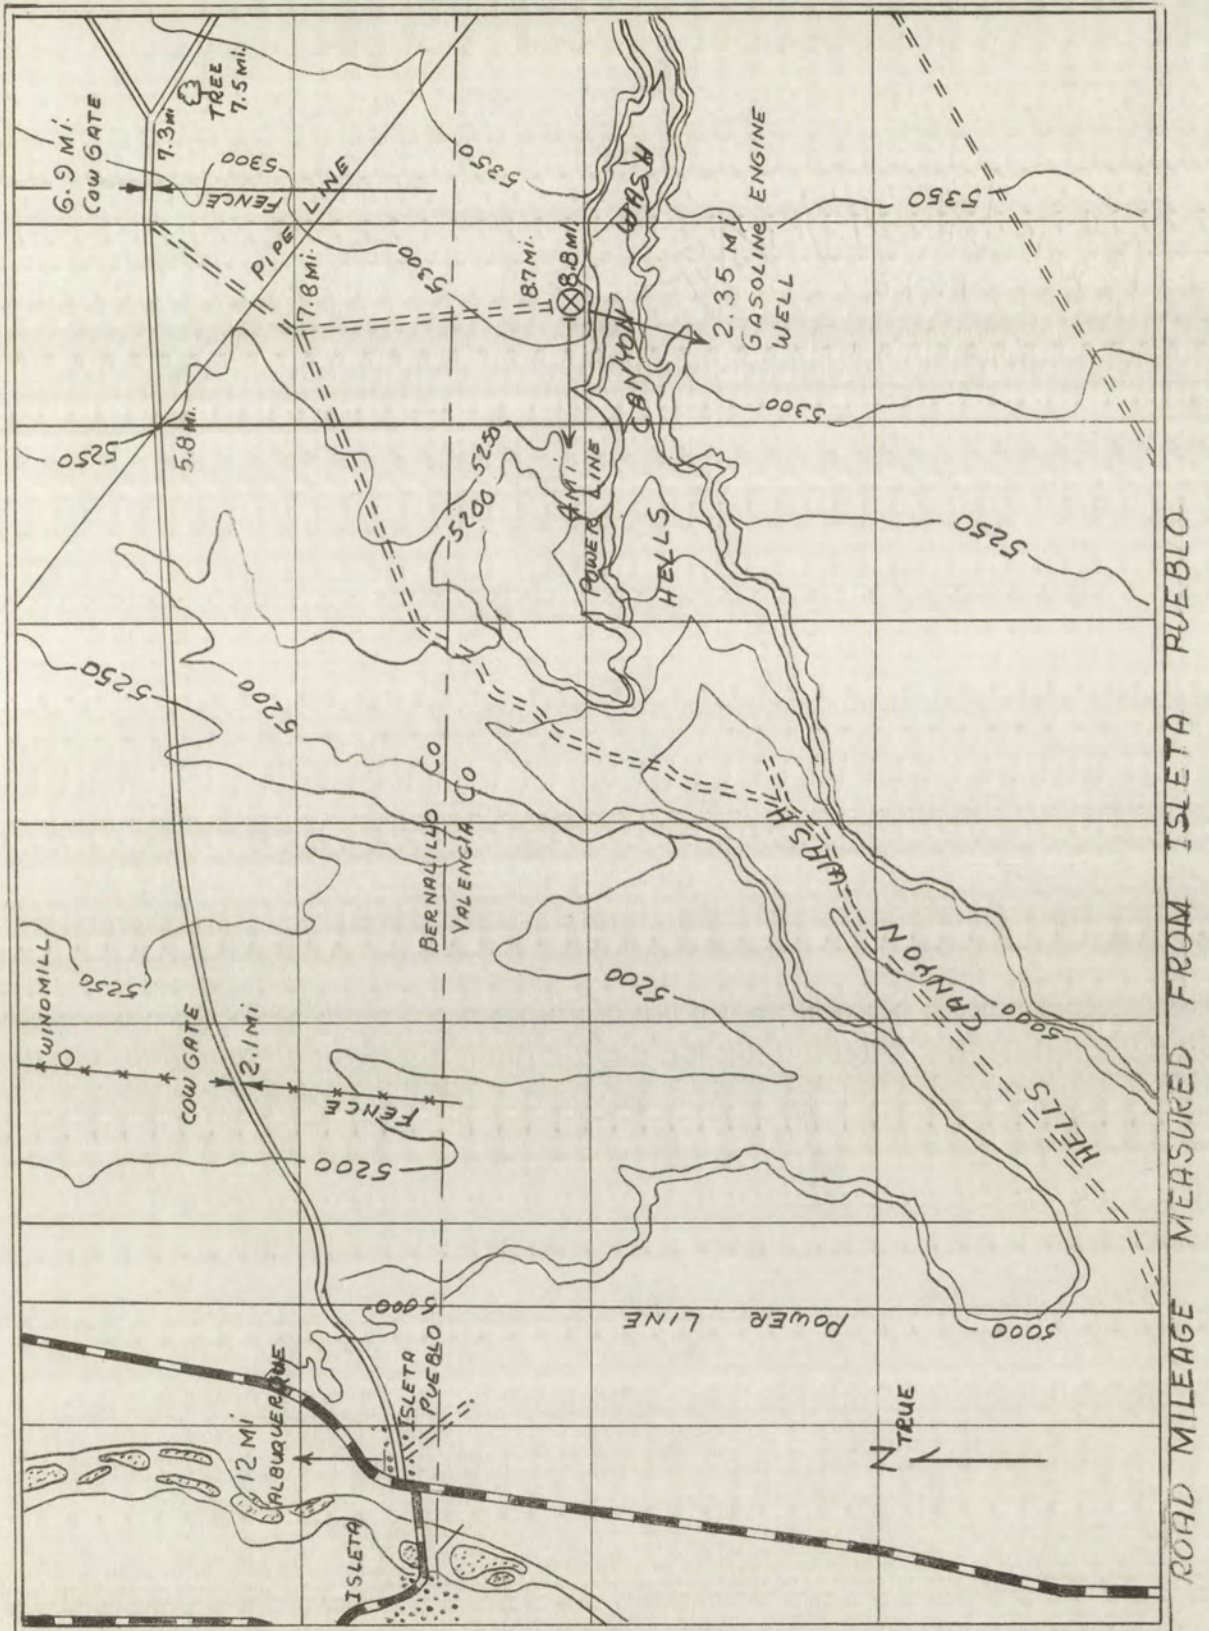 6.9 Mi.
COW GATE
7.3 Mi
TREE
7.5 Mi.
5300
FENCE
PIPE LINE
7.8 Mi.
5300
5350
8.7 Mi.
8.8 Mi.
CANYON WASH
2.35 Mi
GASOLINE ENGINE
WELL
5350
5250
5.8 Mi.
5250
5200
.4 Mi
POWER LINE
HELLS
5300
5250
5250
5200
BERNALILLO CO
VALENCIA CO
WINDMILL
5250
COW GATE
2.1 Mi
FENCE
5200
5200
HELLS CANYON WASH
5000
5000
POWER LINE
5000
12 Mi
ALBUQUERQUE
ISLETA
PUEBLO
ISLETA
N
TRUE
ROAD MILEAGE MEASURED FROM ISLETA PUEBLO